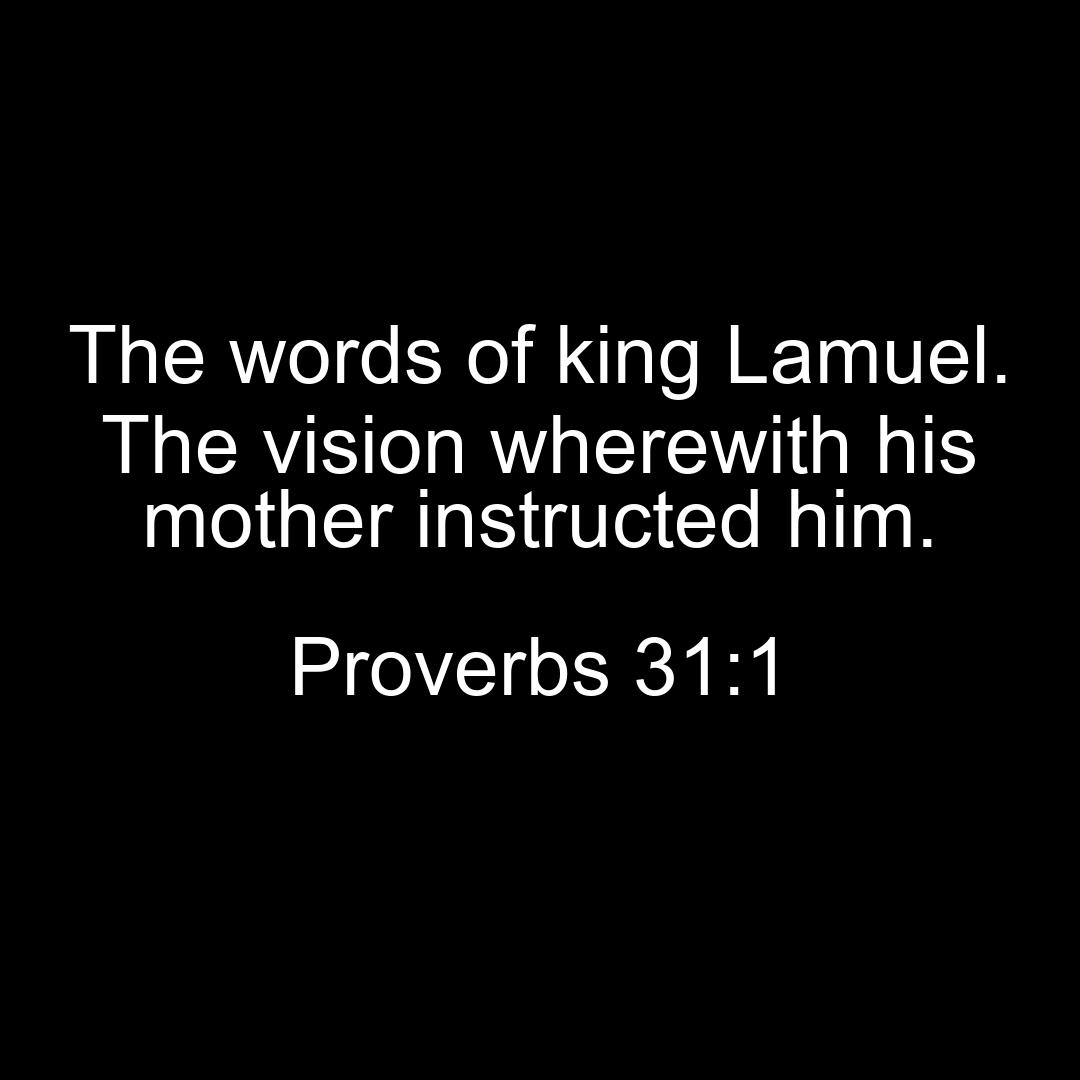 The words of king Lamuel.
The vision wherewith his
mother instructed him.
Proverbs 31:1